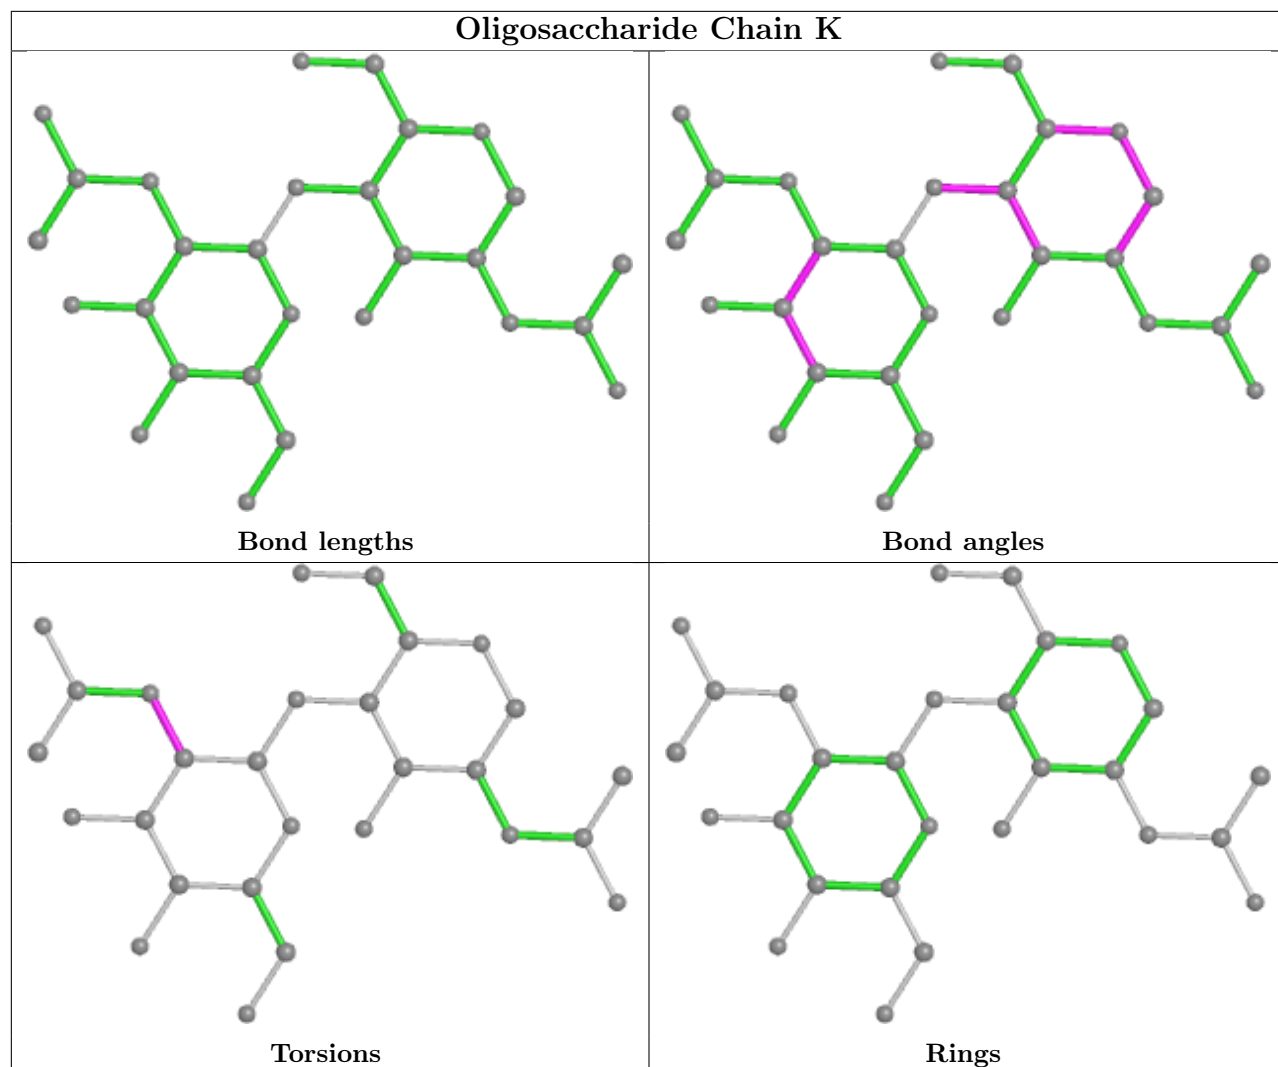 Oligosaccharide Chain K
Bond lengths
Bond angles
Torsions
Rings